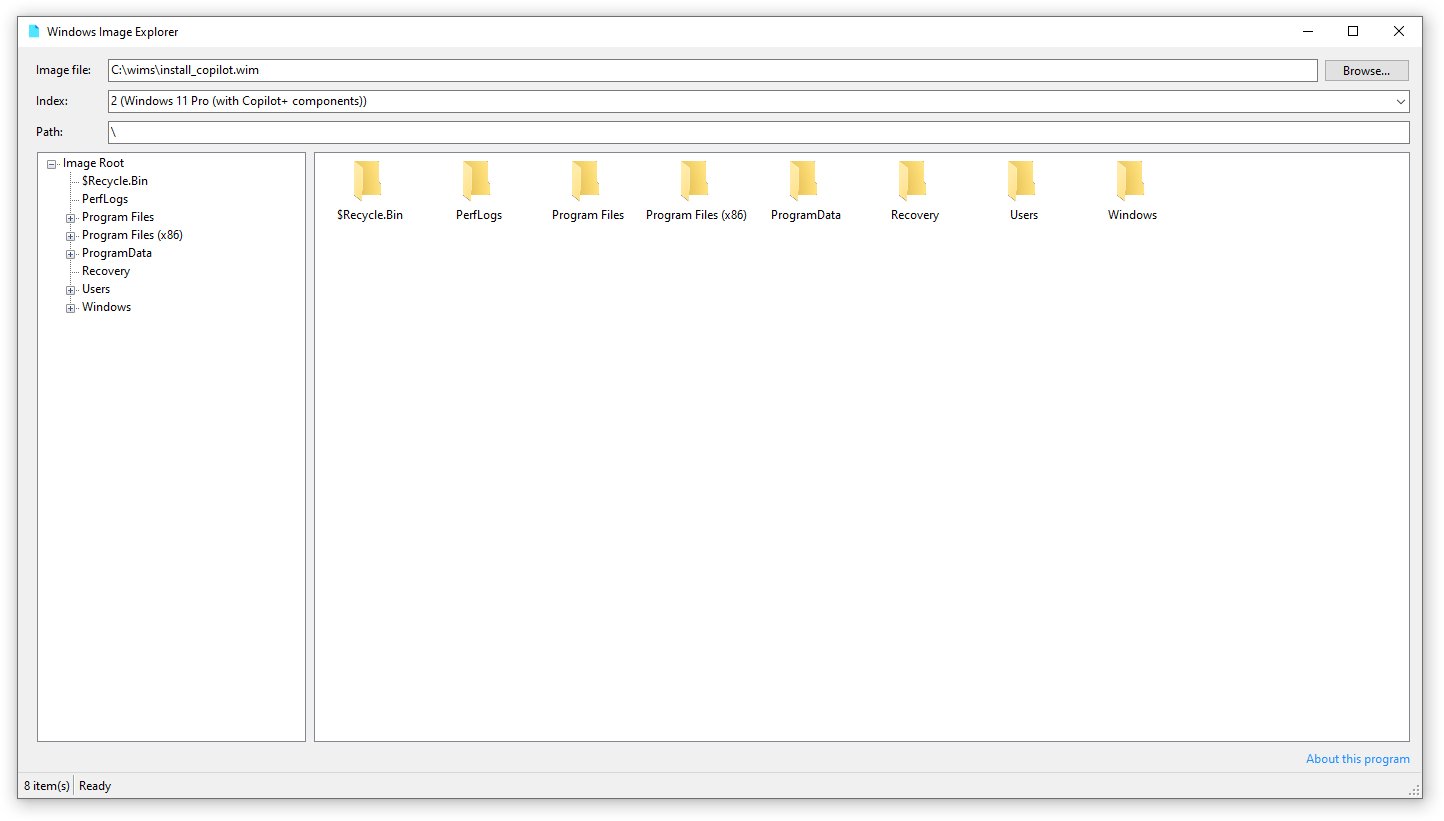 Windows Image Explorer
Image file: C:\wims\install_copilot.wim Browse...
Index: 2 (Windows 11 Pro (with Copilot+ components))
Path: \
Image Root
$Recycle.Bin
PerfLogs
Program Files
Program Files (x86)
ProgramData
Recovery
Users
Windows
$Recycle.Bin PerfLogs Program Files Program Files (x86) ProgramData Recovery Users Windows
About this program
8 item(s) Ready